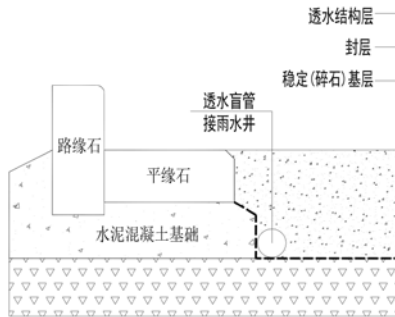 透水结构层
封层
稳定(碎石)基层
透水盲管
接雨水井
路缘石
平缘石
水泥混凝土基础